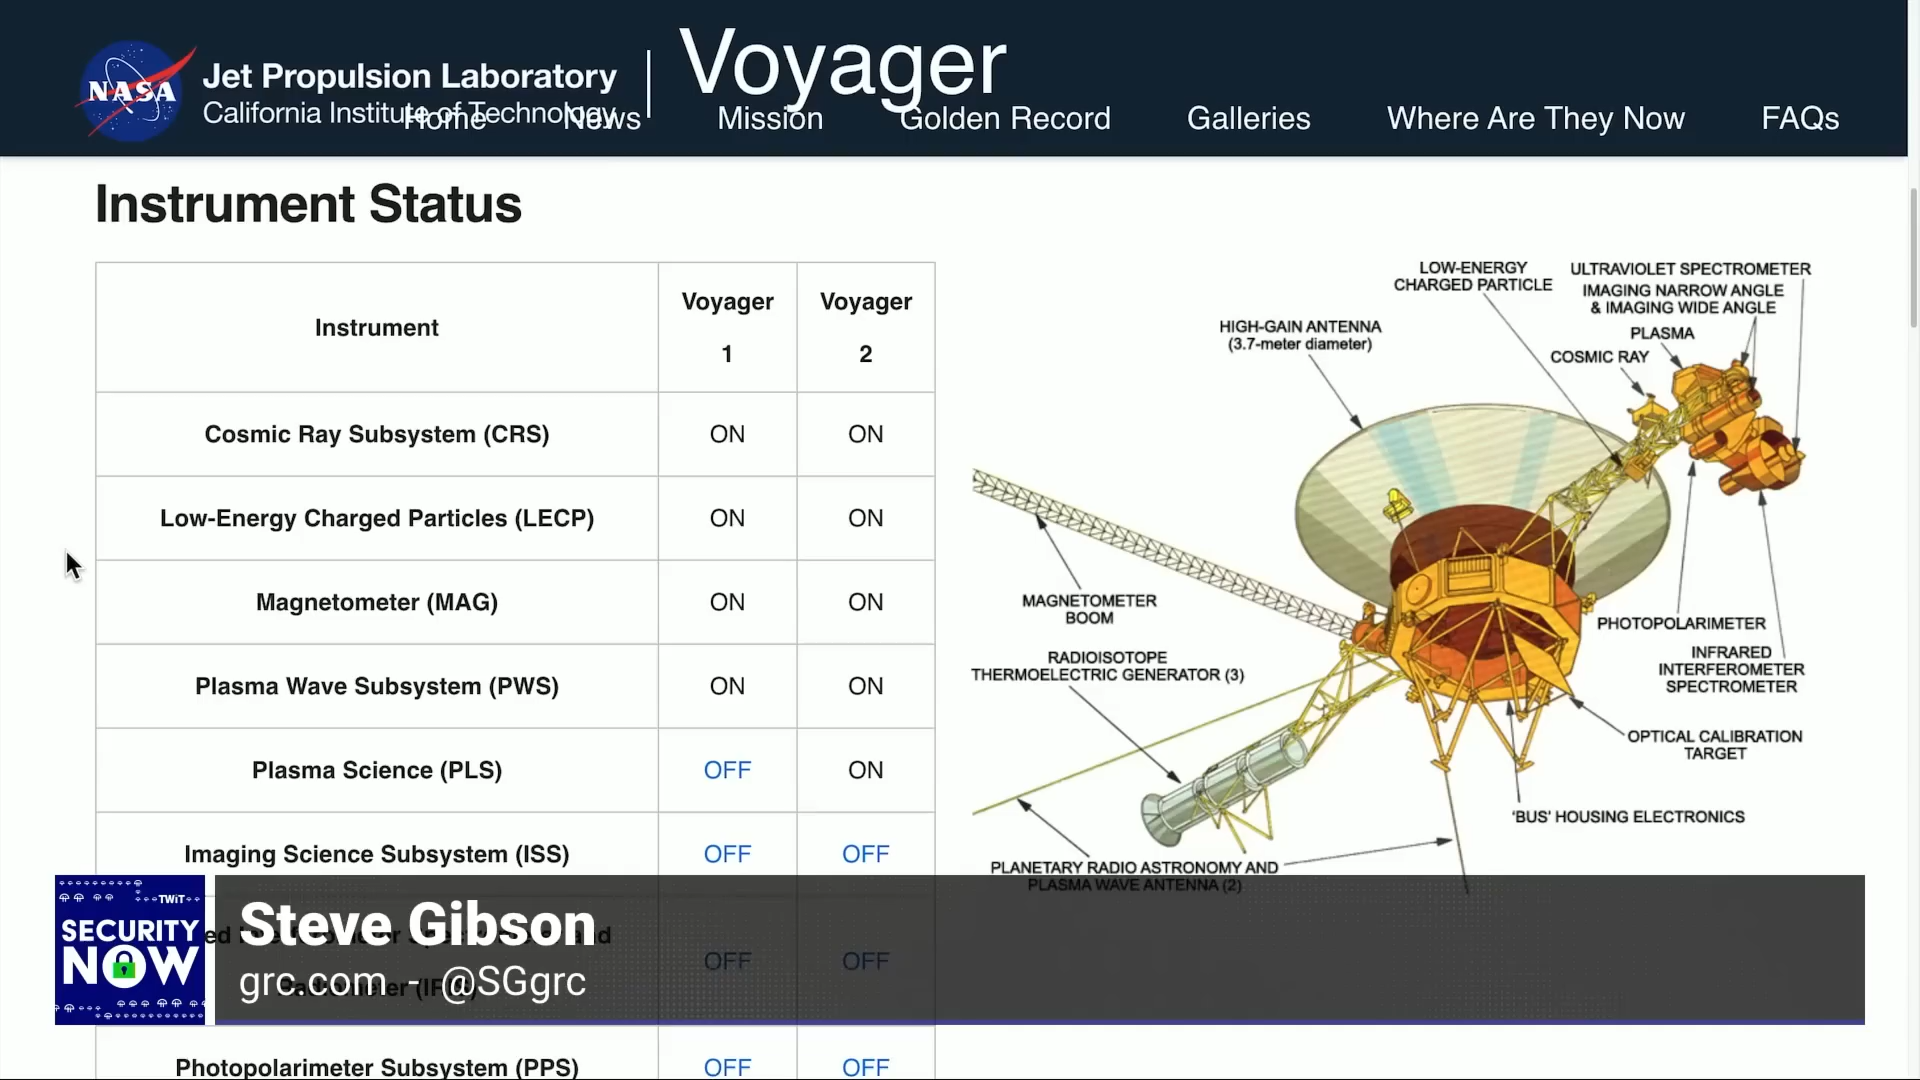 NASA
Jet Propulsion Laboratory
California Institute of Technology
Voyager
Home News Mission Golden Record Galleries Where Are They Now FAQs
Instrument Status
Instrument
Voyager
1
Voyager
2
Cosmic Ray Subsystem (CRS) ON ON
Low-Energy Charged Particles (LECP) ON ON
Magnetometer (MAG) ON ON
Plasma Wave Subsystem (PWS) ON ON
Plasma Science (PLS) OFF ON
Imaging Science Subsystem (ISS) OFF OFF
OFF OFF
Photopolarimeter Subsystem (PPS) OFF OFF
LOW-ENERGY
CHARGED PARTICLE
ULTRAVIOLET SPECTROMETER
IMAGING NARROW ANGLE
& IMAGING WIDE ANGLE
PLASMA
COSMIC RAY
HIGH-GAIN ANTENNA
(3.7-meter diameter)
MAGNETOMETER
BOOM
RADIOISOTOPE
THERMOELECTRIC GENERATOR (3)
PHOTOPOLARIMETER
INFRARED
INTERFEROMETER
SPECTROMETER
OPTICAL CALIBRATION
TARGET
'BUS' HOUSING ELECTRONICS
PLANETARY RADIO ASTRONOMY AND
PLASMA WAVE ANTENNA (2)
TWiT
SECURITY
NOW
Steve Gibson
grc.com - @SGgrc